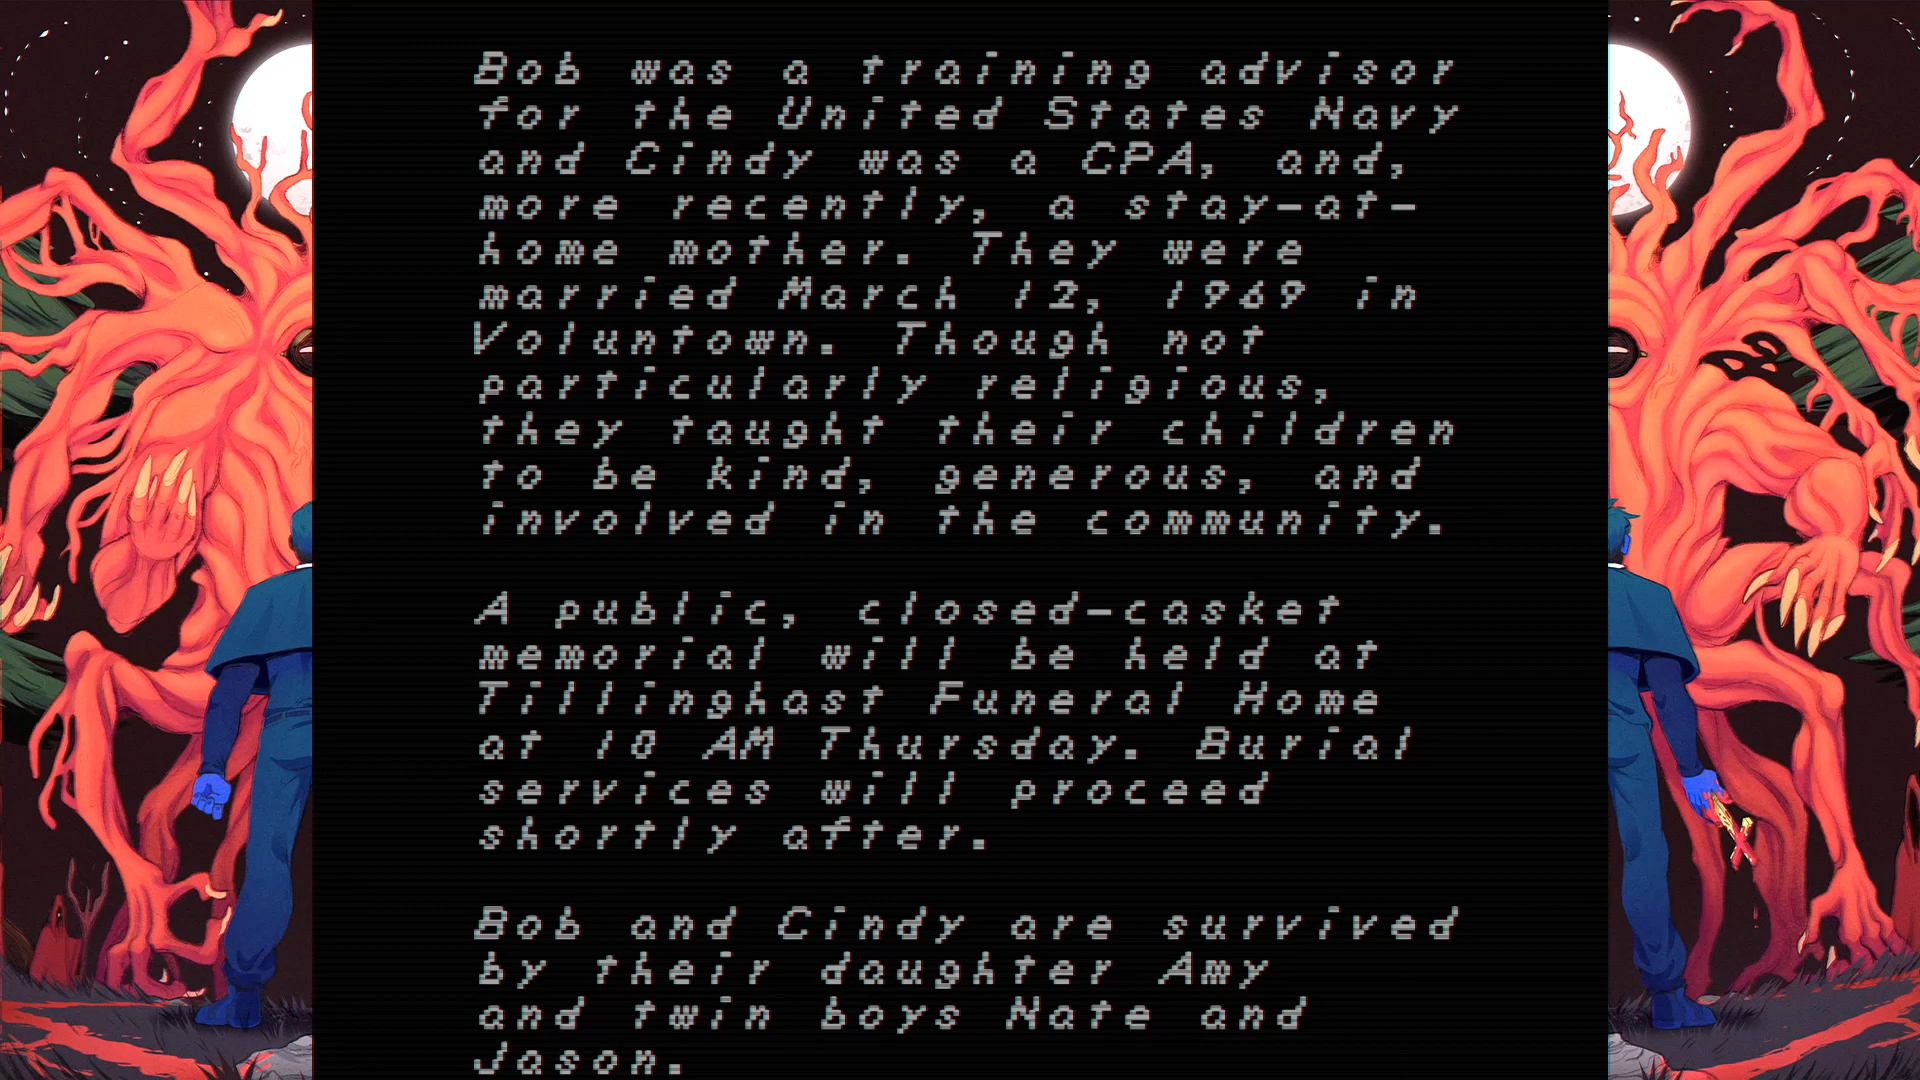 Bob was a training advisor
for the United States Navy
and Cindy was a CPA, and,
more recently, a stay-at-
home mother. They were
married March 12, 1969 in
Voluntown. Though not
particularly religious,
they taught their children
to be kind, generous, and
involved in the community.
A public, closed-casket
memorial will be held at
Tillinghast Funeral Home
at 10 AM Thursday. Burial
services will proceed
shortly after.
Bob and Cindy are survived
by their daughter Amy
and twin boys Nate and
Jason.